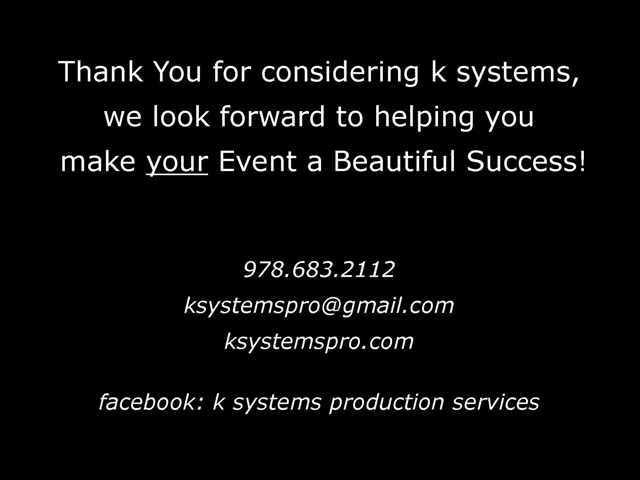 Thank You for considering k systems,
we look forward to helping you
make your Event a Beautiful Success!
978.683.2112
ksystemspro@gmail.com
ksystemspro.com
facebook: k systems production services